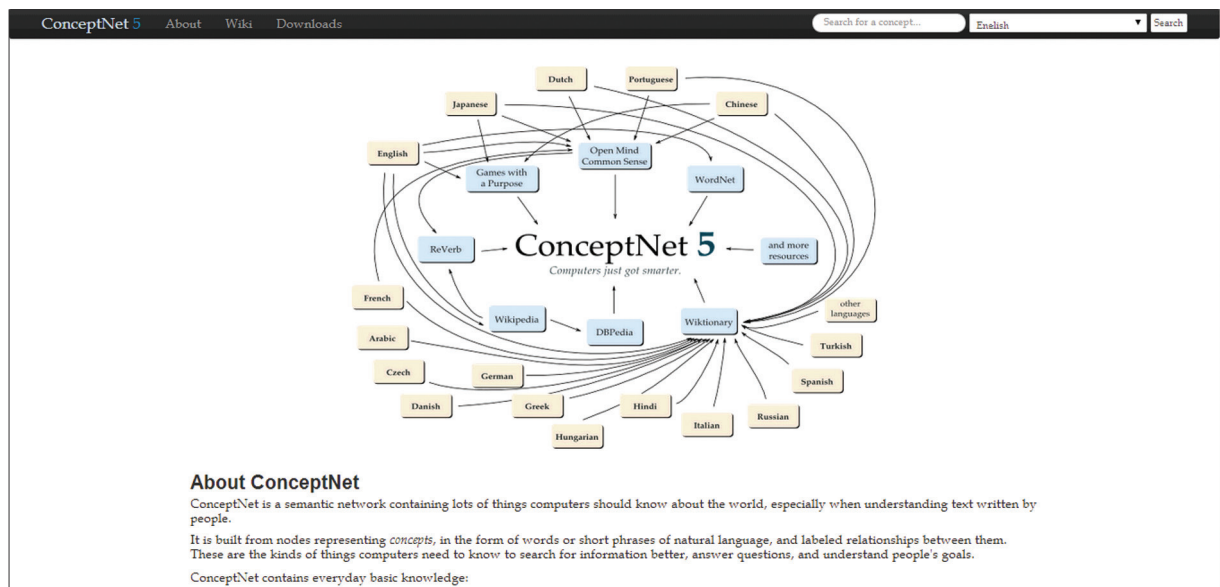 ConceptNet 5 About Wiki Downloads Search for a concept... English Search
Dutch
Portuguese
Japanese
Chinese
English
Open Mind
Common Sense
Games with
a Purpose
WordNet
ReVerb
ConceptNet 5
and more
resources
Computers just got smarter.
French
Wikipedia
DBPedia
Wiktionary
other
languages
Arabic
Turkish
Czech
German
Spanish
Danish
Greek
Hindi
Russian
Italian
Hungarian
About ConceptNet
ConceptNet is a semantic network containing lots of things computers should know about the world, especially when understanding text written by
people.
It is built from nodes representing concepts, in the form of words or short phrases of natural language, and labeled relationships between them.
These are the kinds of things computers need to know to search for information better, answer questions, and understand people's goals.
ConceptNet contains everyday basic knowledge: